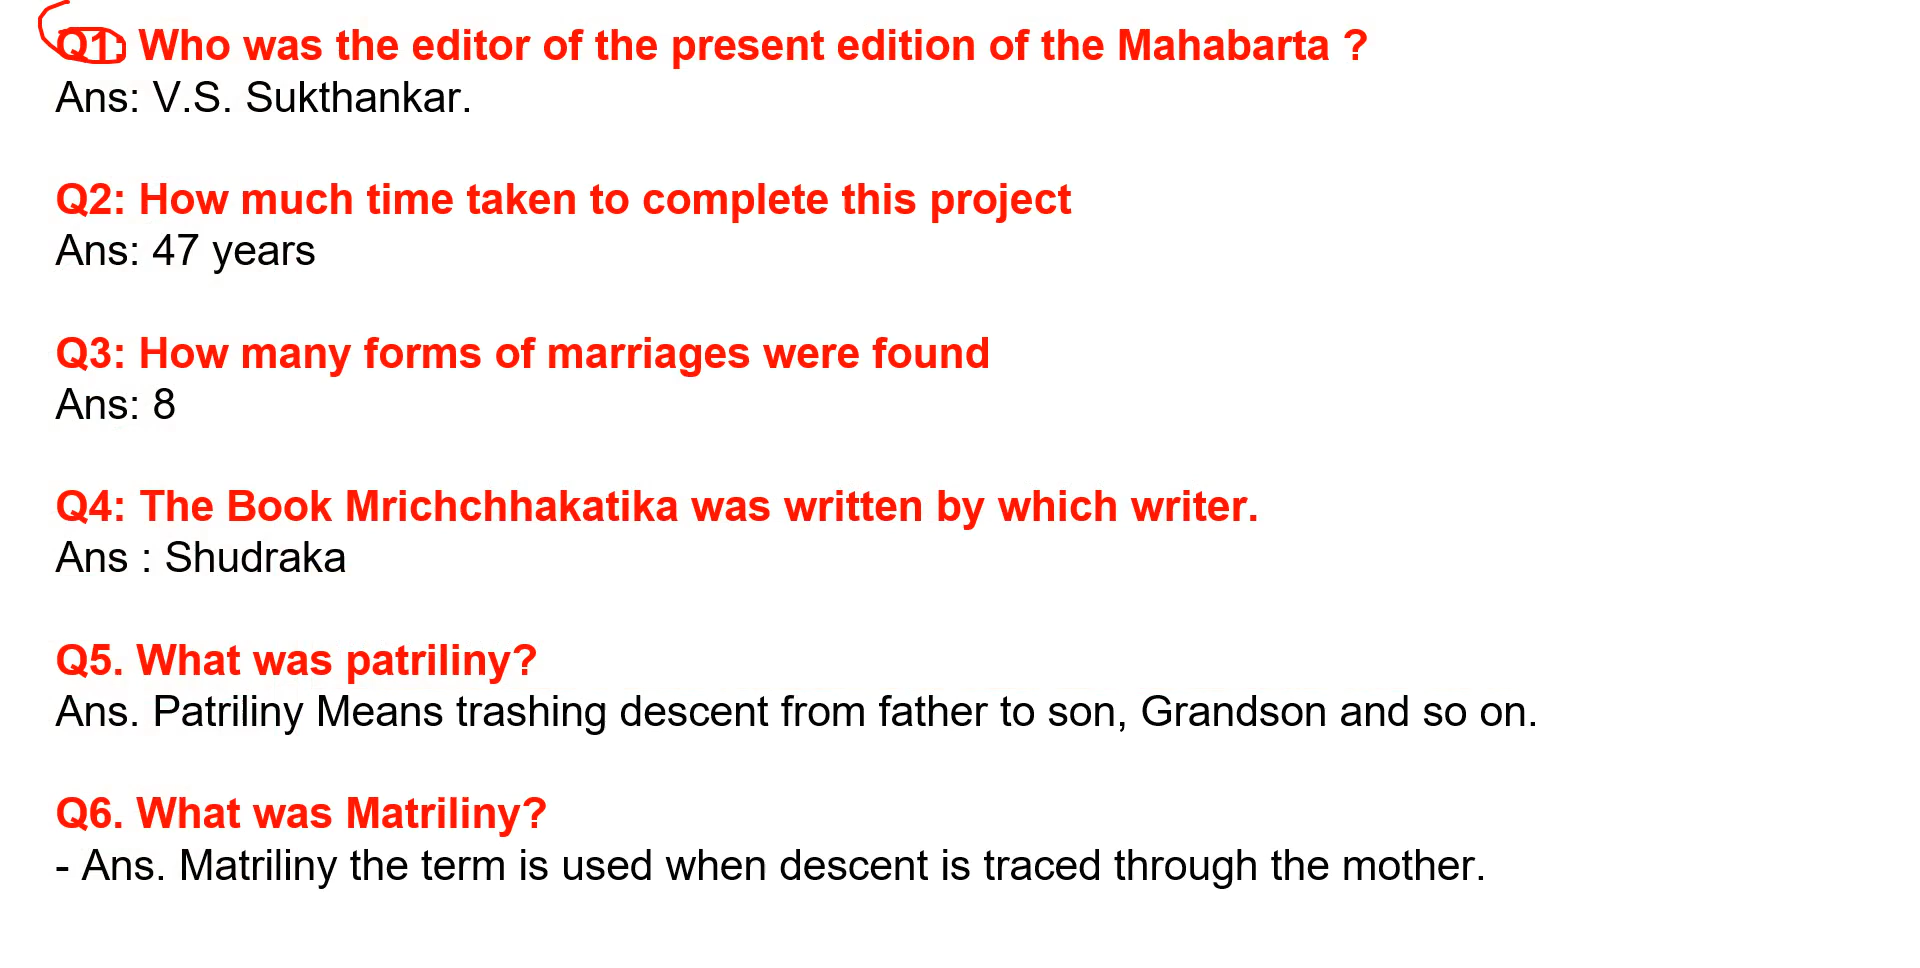 Q1: Who was the editor of the present edition of the Mahabarta ?
Ans: V.S. Sukthankar.
Q2: How much time taken to complete this project
Ans: 47 years
Q3: How many forms of marriages were found
Ans: 8
Q4: The Book Mrichchhakatika was written by which writer.
Ans : Shudraka
Q5. What was patriliny?
Ans. Patriliny Means trashing descent from father to son, Grandson and so on.
Q6. What was Matriliny?
- Ans. Matriliny the term is used when descent is traced through the mother.